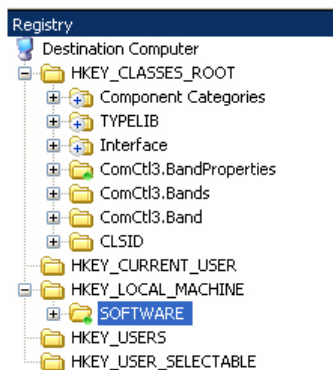 Registry
Destination Computer
HKEY_CLASSES_ROOT
Component Categories
TYPELIB
Interface
ComCtl3.BandProperties
ComCtl3.Bands
ComCtl3.Band
CLSID
HKEY_CURRENT_USER
HKEY_LOCAL_MACHINE
SOFTWARE
HKEY_USERS
HKEY_USER_SELECTABLE